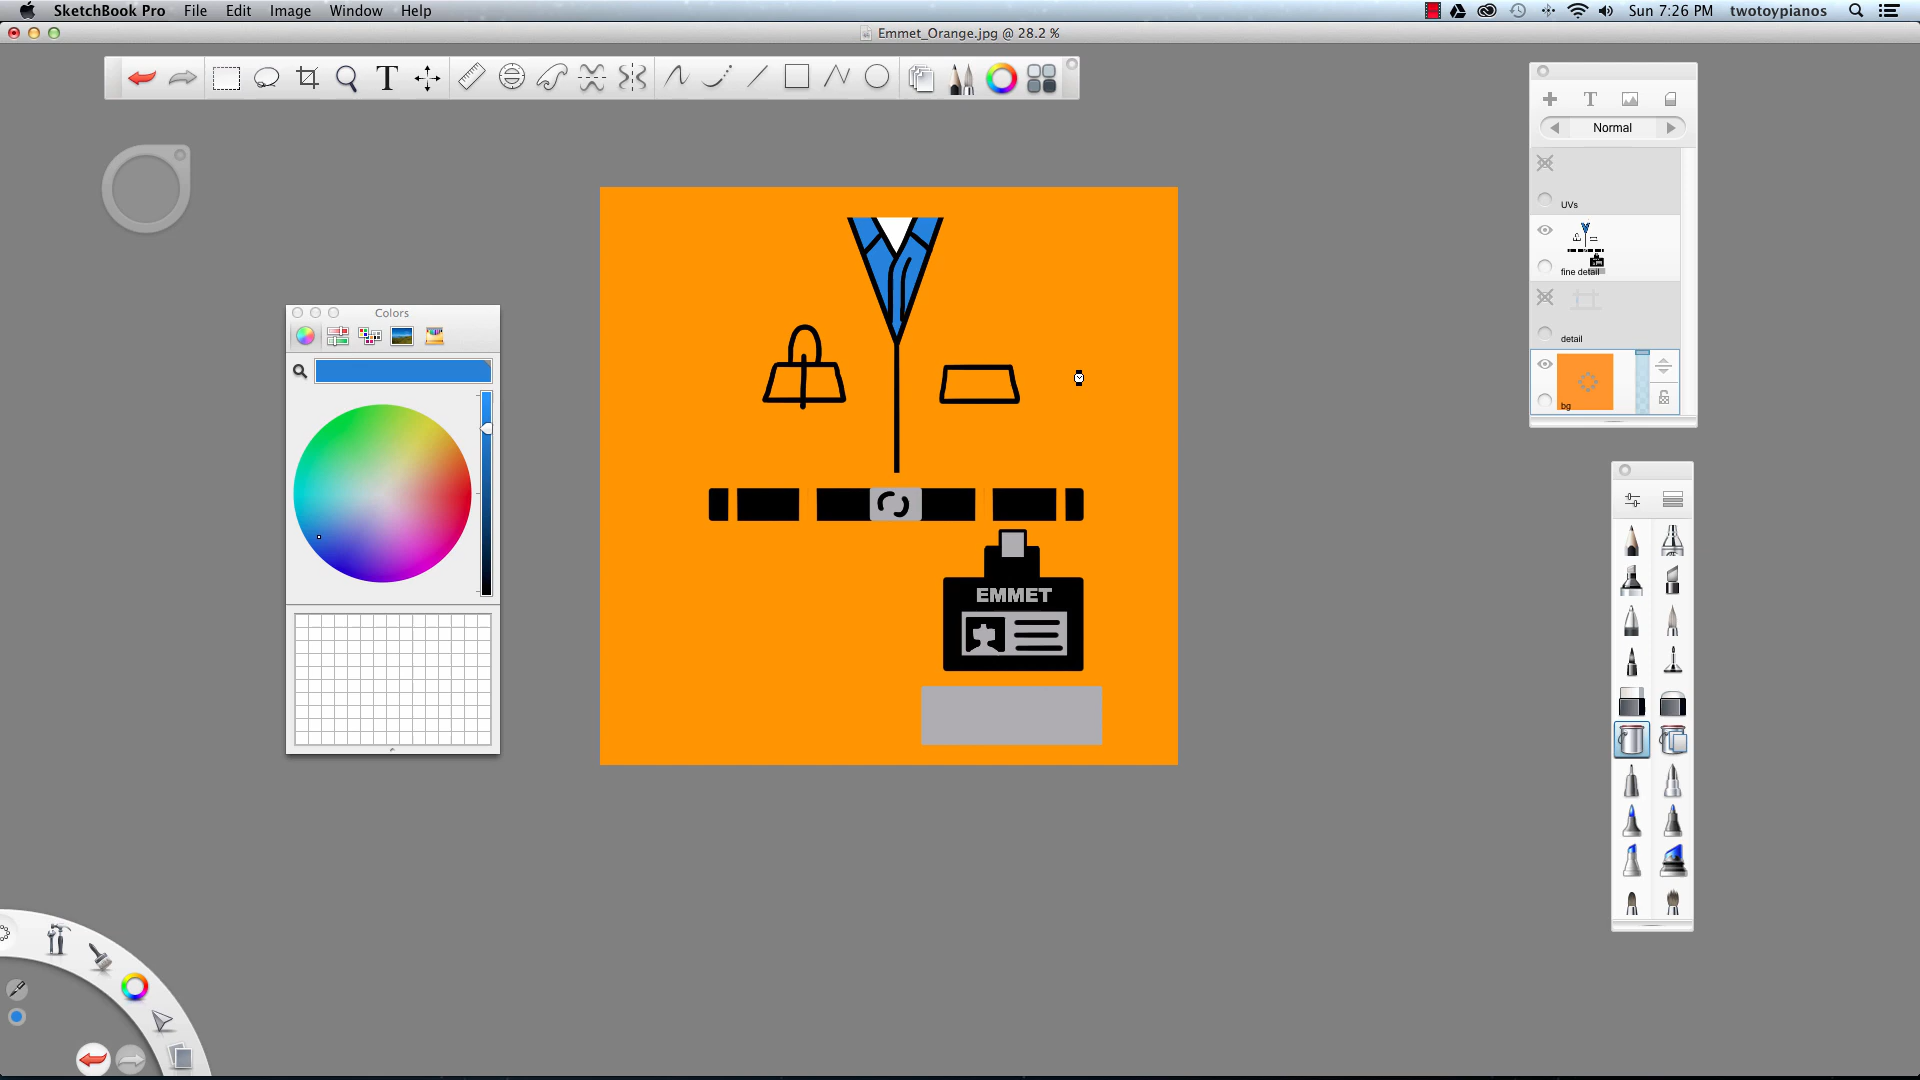 SketchBook Pro File Edit Image Window Help Sun 7:26 PM twotoypianos
Emmet_Orange.jpg @ 28.2 %
T
T
Normal
UVs
fine detail
Colors
detail
bg
EMMET